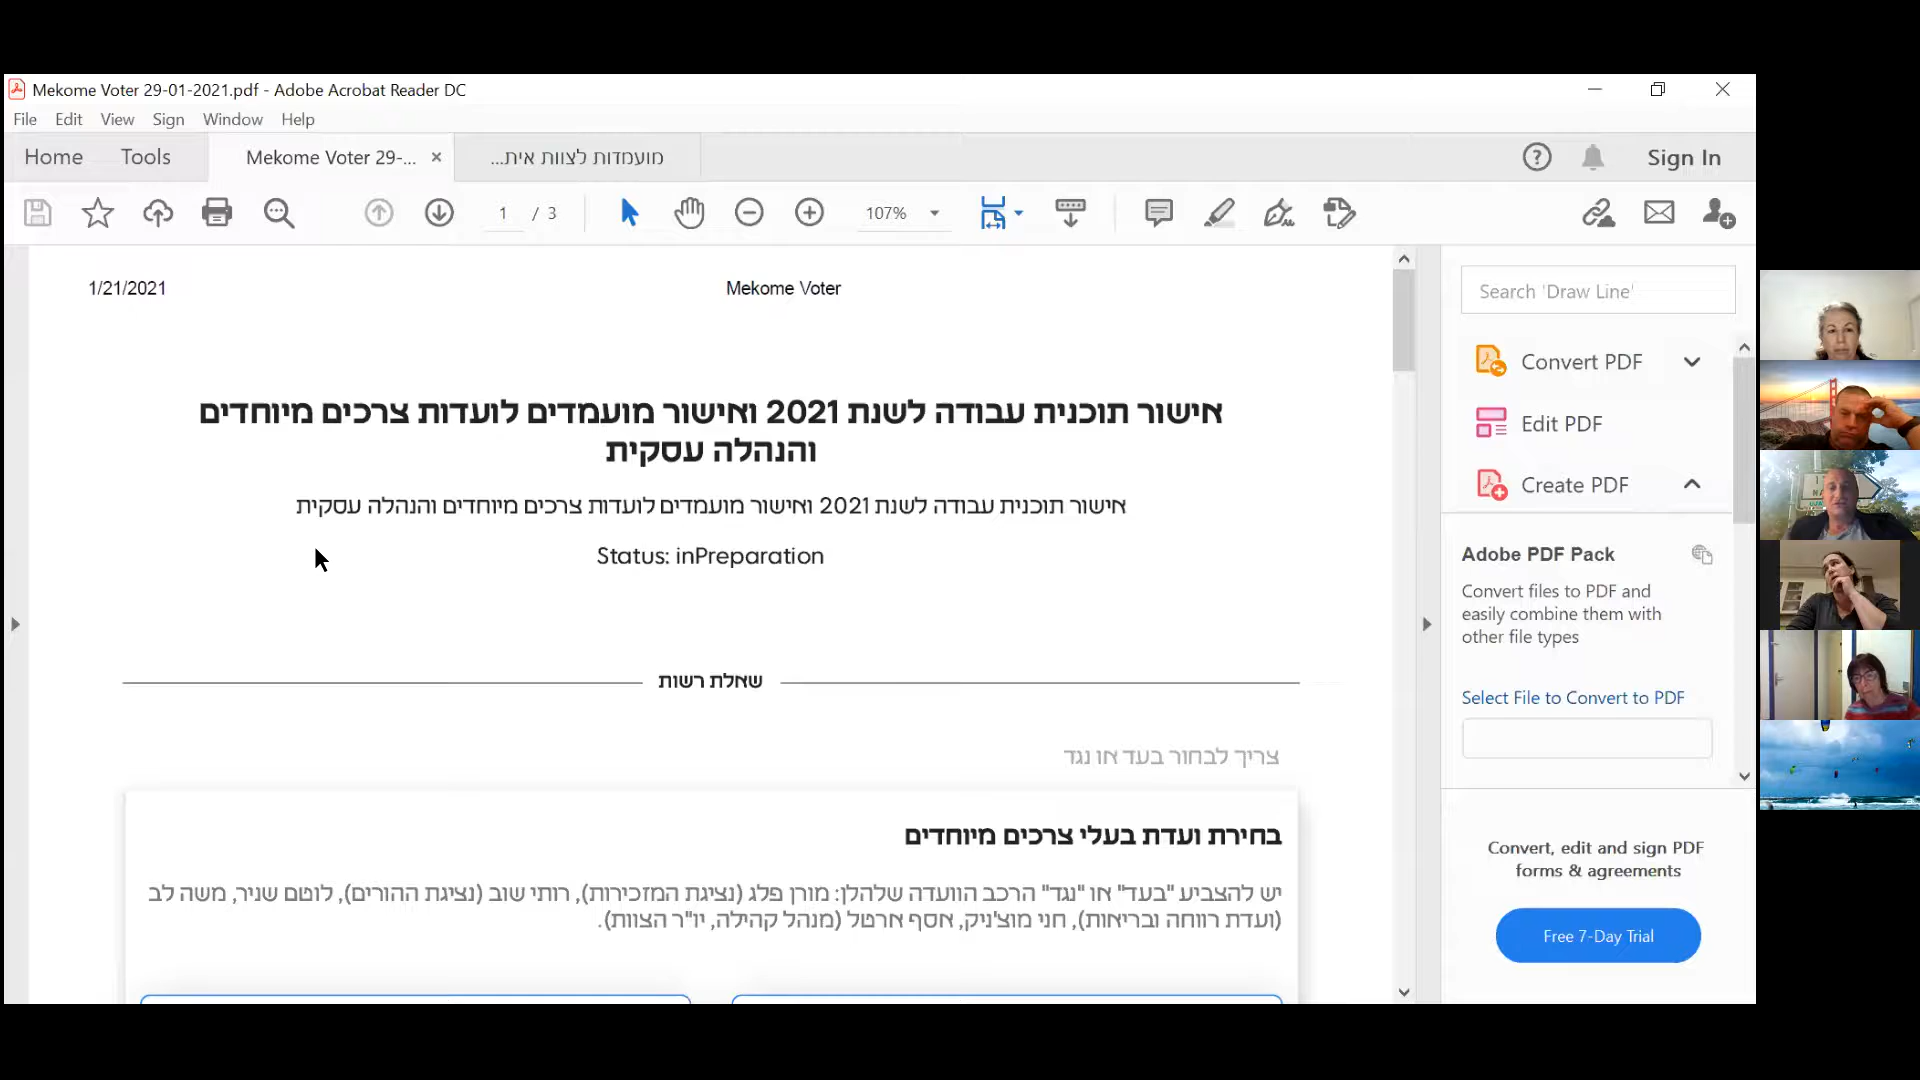 Mekome Voter 29-01-2021.pdf - Adobe Acrobat Reader DC
File Edit View Sign Window Help
Home Tools Mekome Voter 29-... × מועמדות לצוות אית... Sign In
1 / 3 107%
1/21/2021 Mekome Voter
אישור תוכנית עבודה לשנת 2021 ואישור מועמדים לועדות צרכים מיוחדים
והנהלה עסקית
אישור תוכנית עבודה לשנת 2021 ואישור מועמדים לועדות צרכים מיוחדים והנהלה עסקית
Status: inPreparation
שאלת רשות
צריך לבחור בעד או נגד
בחירת ועדת בעלי צרכים מיוחדים
יש להצביע "בעד" או "נגד" הרכב הוועדה שלהלן: מורן פלג (נציגת המזכירות), רותי שוב (נציגת ההורים), לוטם שניר, משה לב
(ועדת רווחה ובריאות), חני מוצ'ניק, אסף ארטל (מנהל קהילה, יו"ר הצוות).
Search 'Draw Line'
Convert PDF
Edit PDF
Create PDF
Adobe PDF Pack
Convert files to PDF and
easily combine them with
other file types
Select File to Convert to PDF
Convert, edit and sign PDF
forms & agreements
Free 7-Day Trial